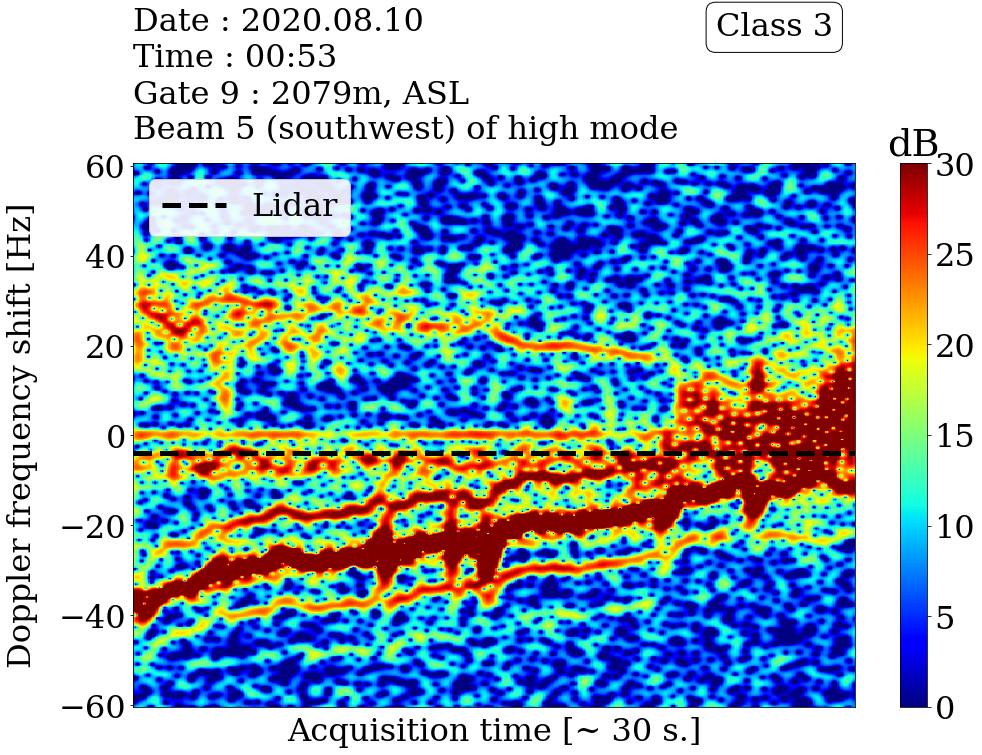 Date : 2020.08.10
Time : 00:53
Gate 9 : 2079m, ASL
Beam 5 (southwest) of high mode
Class 3
dB
Lidar
Doppler frequency shift [Hz]
60
40
20
0
−20
−40
−60
Acquisition time [~ 30 s.]
30
25
20
15
10
5
0